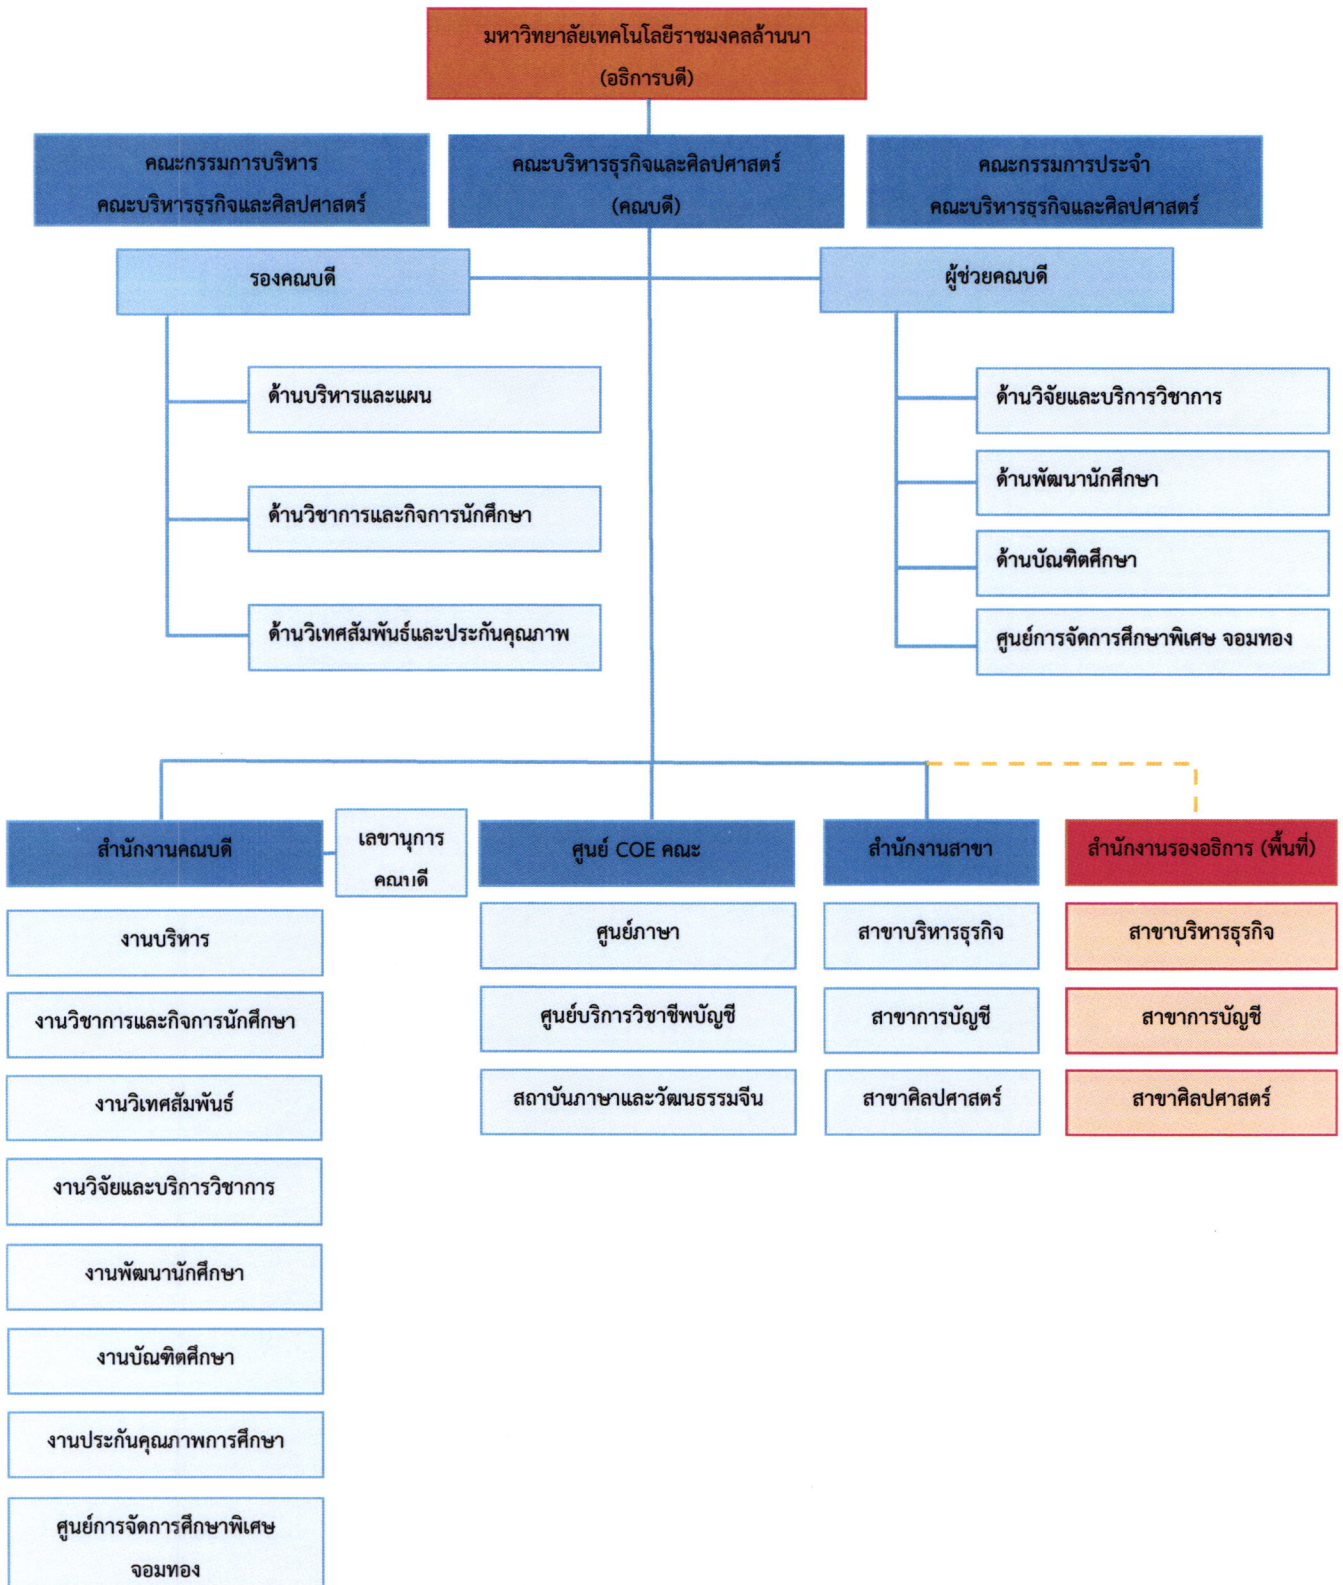 มหาวิทยาลัยเทคโนโลยีราชมงคลล้านนา
(อธิการบดี)
คณะกรรมการบริหาร
คณะบริหารธุรกิจและศิลปศาสตร์
คณะบริหารธุรกิจและศิลปศาสตร์
(คณบดี)
คณะกรรมการประจำ
คณะบริหารธุรกิจและศิลปศาสตร์
รองคณบดี
ผู้ช่วยคณบดี
ด้านบริหารและแผน
ด้านวิชาการและกิจการนักศึกษา
ด้านวิเทศสัมพันธ์และประกันคุณภาพ
ด้านวิจัยและบริการวิชาการ
ด้านพัฒนานักศึกษา
ด้านบัณฑิตศึกษา
ศูนย์การจัดการศึกษาพิเศษ จอมทอง
สำนักงานคณบดี
เลขานุการ
คณบดี
งานบริหาร
งานวิชาการและกิจการนักศึกษา
งานวิเทศสัมพันธ์
งานวิจัยและบริการวิชาการ
งานพัฒนานักศึกษา
งานบัณฑิตศึกษา
งานประกันคุณภาพการศึกษา
ศูนย์การจัดการศึกษาพิเศษ
จอมทอง
ศูนย์ COE คณะ
ศูนย์ภาษา
ศูนย์บริการวิชาชีพบัญชี
สถาบันภาษาและวัฒนธรรมจีน
สำนักงานสาขา
สาขาบริหารธุรกิจ
สาขาการบัญชี
สาขาศิลปศาสตร์
สำนักงานรองอธิการ (พื้นที่)
สาขาบริหารธุรกิจ
สาขาการบัญชี
สาขาศิลปศาสตร์